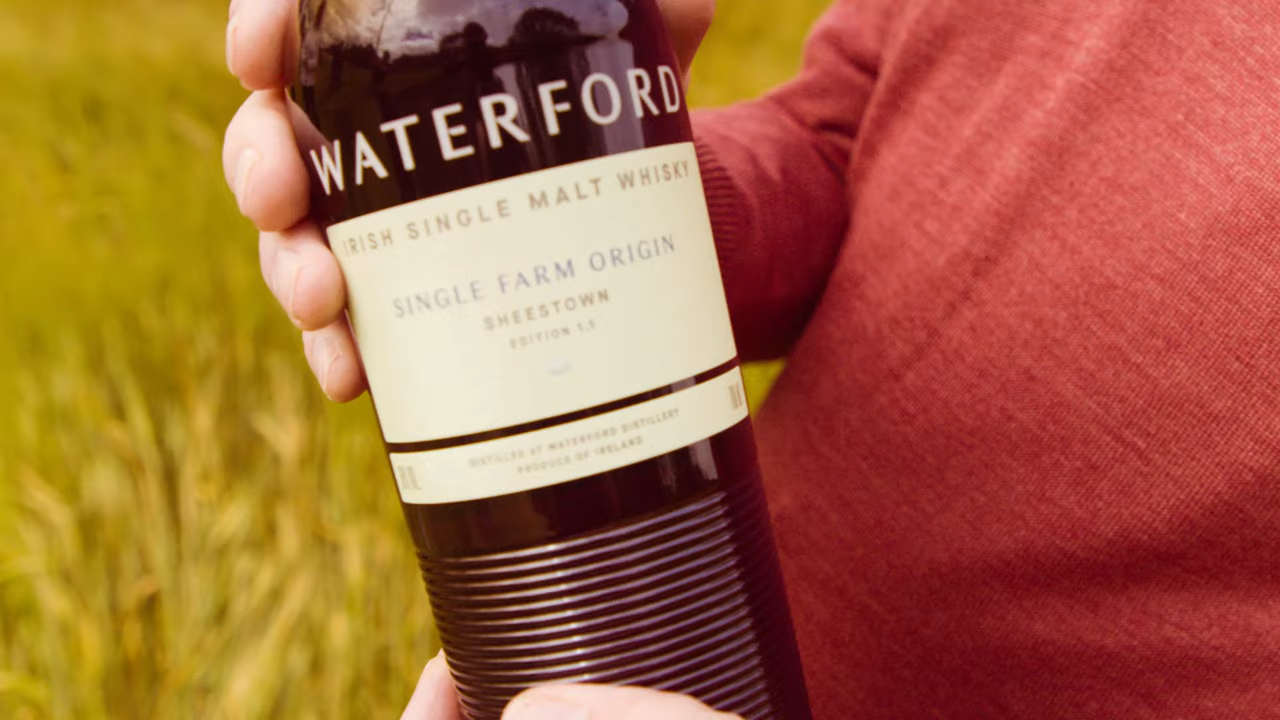 WATERFORD
IRISH SINGLE MALT WHISKY
SINGLE FARM ORIGIN
SHEESTOWN
EDITION 1.1
DISTILLED AT WATERFORD DISTILLERY
PRODUCE OF IRELAND